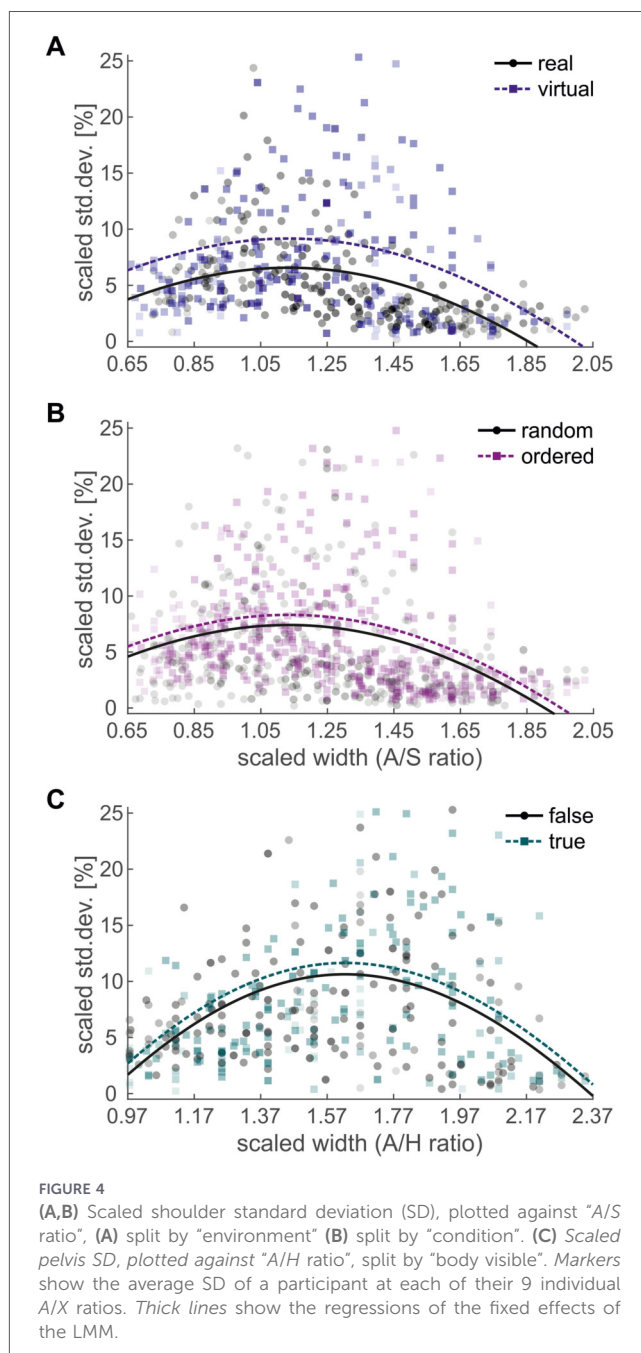 A
real
virtual
scaled std.dev. [%]
25
20
15
10
5
0
0.65 0.85 1.05 1.25 1.45 1.65 1.85 2.05
B
random
ordered
scaled std.dev. [%]
25
20
15
10
5
0
0.65 0.85 1.05 1.25 1.45 1.65 1.85 2.05
scaled width (A/S ratio)
C
false
true
scaled std.dev. [%]
25
20
15
10
5
0
0.97 1.17 1.37 1.57 1.77 1.97 2.17 2.37
scaled width (A/H ratio)
FIGURE 4
(A,B) Scaled shoulder standard deviation (SD), plotted against “A/S
ratio”, (A) split by “environment” (B) split by “condition”. (C) Scaled
pelvis SD, plotted against “A/H ratio”, split by “body visible”. Markers
show the average SD of a participant at each of their 9 individual
A/X ratios. Thick lines show the regressions of the fixed effects of
the LMM.